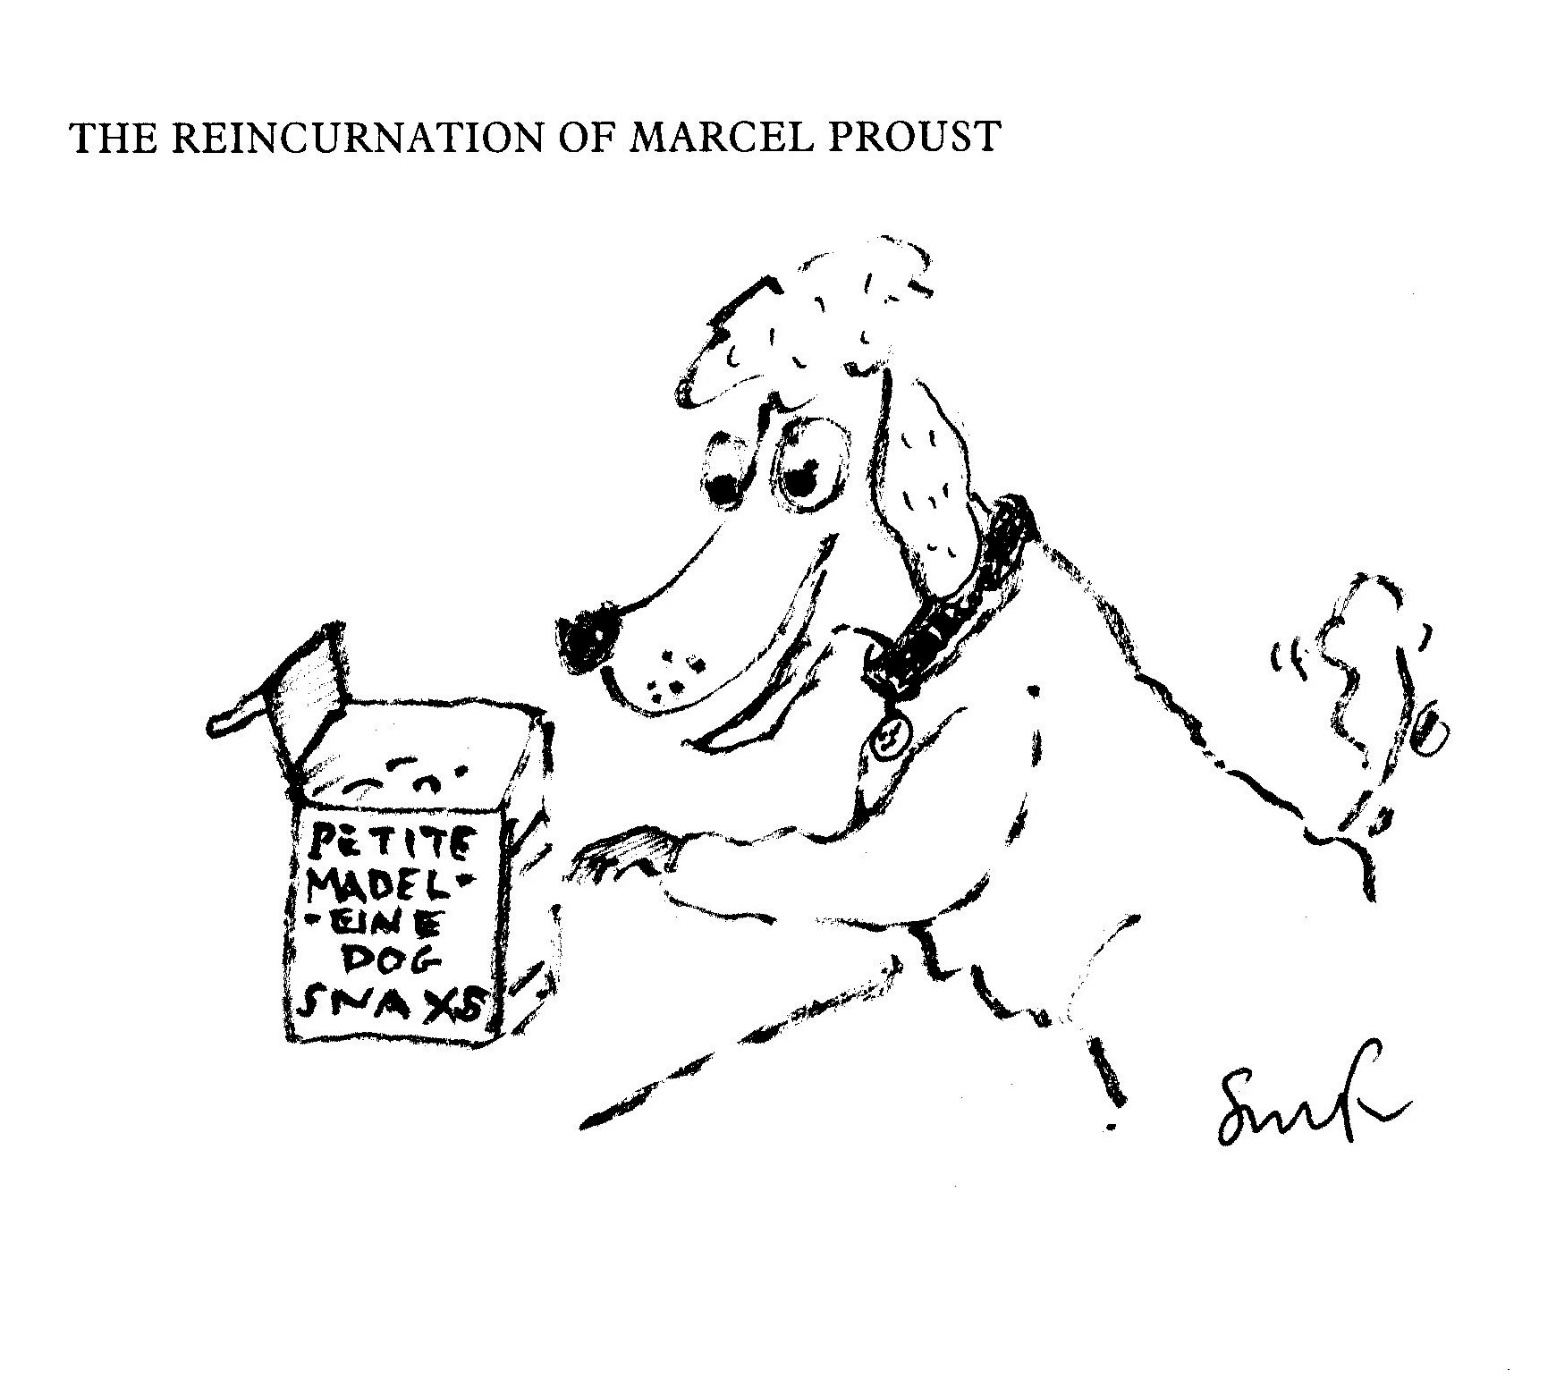 THE REINCURNATION OF MARCEL PROUST
PETITE
MADEL-
-EINE
DOG
SNAXS